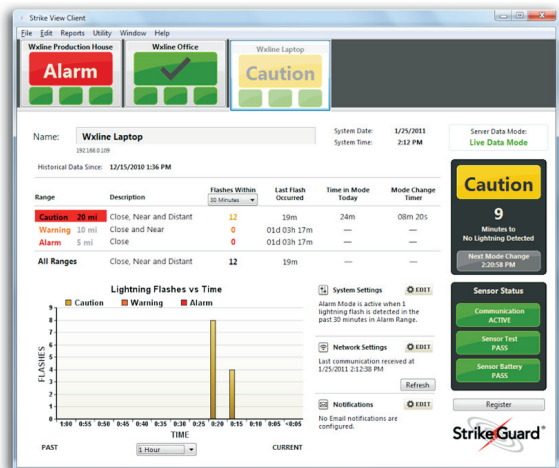 Strike View Client
File Edit Reports Utility Window Help
Wxline Production House
Alarm
Wxline Office
Wxline Laptop
Caution
Name: Wxline Laptop
192.168.0.109
System Date: 1/25/2011
System Time: 2:12 PM
Historical Data Since: 12/15/2010 1:36 PM
Range Description Flashes Within 30 Minutes Last Flash Occurred Time in Mode Today Mode Change Timer
Caution 20 mi Close, Near and Distant 12 19m 24m 08m 20s
Warning 10 mi Close and Near 0 01d 03h 17m — —
Alarm 5 mi Close 0 01d 03h 17m — —
All Ranges Close, Near and Distant 12 19m — —
Lightning Flashes vs Time
Caution Warning Alarm
FLASHES
9
8
7
6
5
4
3
2
1
0
1:00 0:55 0:50 0:45 0:40 0:35 0:30 0:25 0:20 0:15 0:10 0:05 <0:05
TIME
PAST 1 Hour CURRENT
System Settings EDIT
Alarm Mode is active when 1
lightning flash is detected in the
past 30 minutes in Alarm Range.
Network Settings EDIT
Last communication received at
1/25/2011 2:12:38 PM
Refresh
Notifications EDIT
No Email notifications are
configured.
Server Data Mode:
Live Data Mode
Caution
9
Minutes to
No Lightning Detected
Next Mode Change
2:20:58 PM
Sensor Status
Communication
ACTIVE
Sensor Test
PASS
Sensor Battery
PASS
Register
StrikeGuard